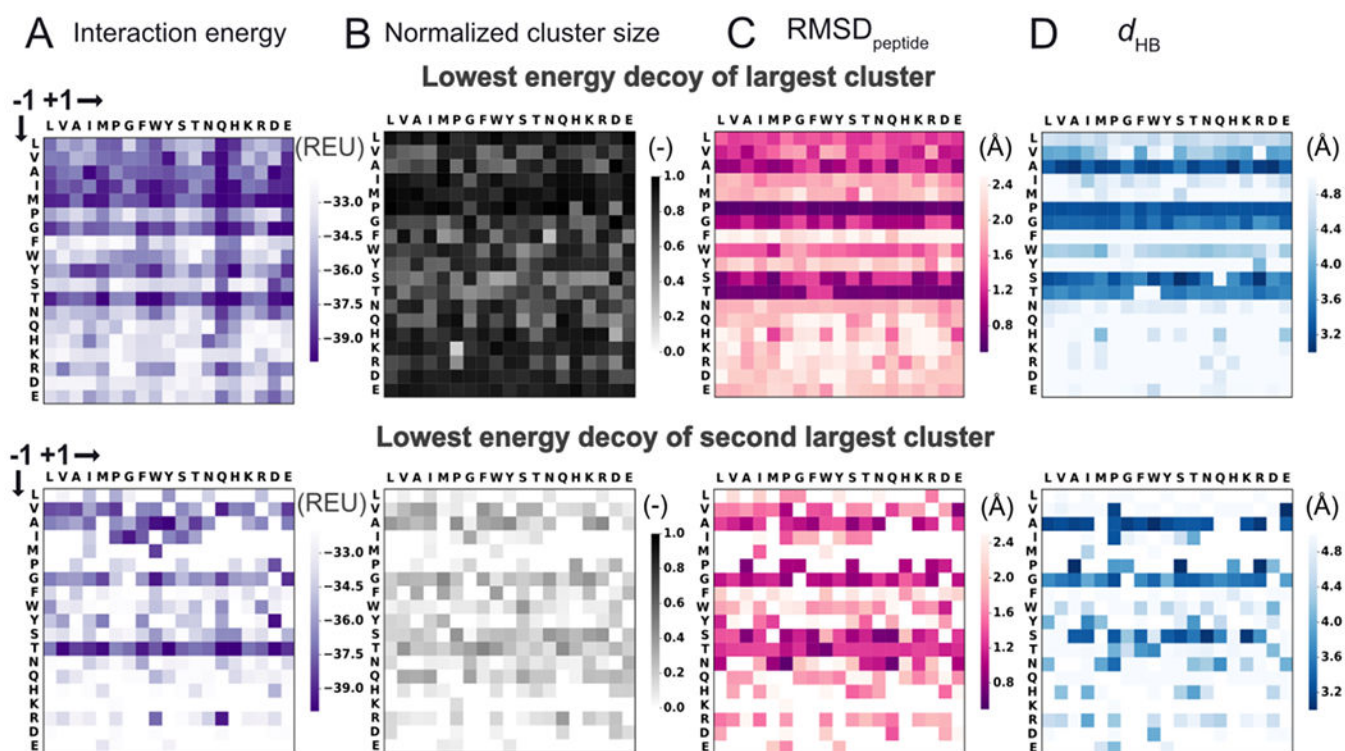 A Interaction energy B Normalized cluster size C RMSD peptide D d HB
Lowest energy decoy of largest cluster
-1 +1 → 
L V A I M P G F W Y S T N Q H K R D E L V A I M P G F W Y S T N Q H K R D E L V A I M P G F W Y S T N Q H K R D E L V A I M P G F W Y S T N Q H K R D E
(REU) (-) (Å) (Å)
L L L L
V V V V
A A A A
I I I I
M M M M
P P P P
G G G G
F F F F
W W W W
Y Y Y Y
S S S S
T T T T
N N N N
Q Q Q Q
H H H H
K K K K
R R R R
D D D D
E E E E
−33.0
−34.5
−36.0
−37.5
−39.0
1.0
0.8
0.6
0.4
0.2
0.0
2.4
2.0
1.6
1.2
0.8
4.8
4.4
4.0
3.6
3.2
Lowest energy decoy of second largest cluster
-1 +1 →
L V A I M P G F W Y S T N Q H K R D E L V A I M P G F W Y S T N Q H K R D E L V A I M P G F W Y S T N Q H K R D E L V A I M P G F W Y S T N Q H K R D E
(REU) (-) (Å) (Å)
L L L L
V V V V
A A A A
I I I I
M M M M
P P P P
G G G G
F F F F
W W W W
Y Y Y Y
S S S S
T T T T
N N N N
Q Q Q Q
H H H H
K K K K
R R R R
D D D D
E E E E
−33.0
−34.5
−36.0
−37.5
−39.0
1.0
0.8
0.6
0.4
0.2
0.0
2.4
2.0
1.6
1.2
0.8
4.8
4.4
4.0
3.6
3.2